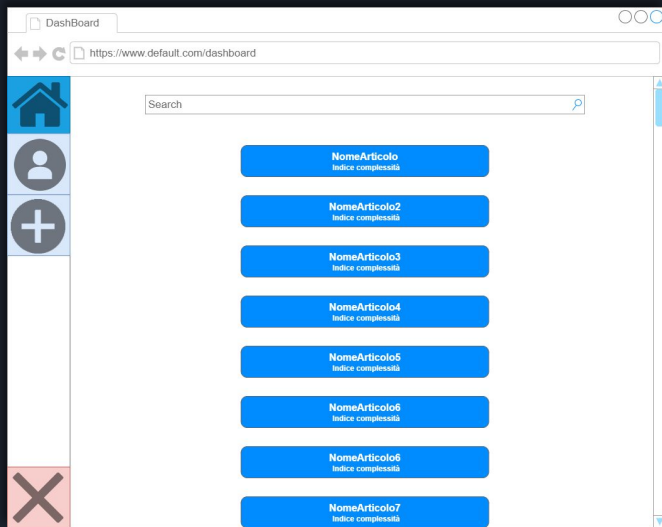 DashBoard
https://www.default.com/dashboard
Search
NomeArticolo
Indice complessità
NomeArticolo2
Indice complessità
NomeArticolo3
Indice complessità
NomeArticolo4
Indice complessità
NomeArticolo5
Indice complessità
NomeArticolo6
Indice complessità
NomeArticolo6
Indice complessità
NomeArticolo7
Indice complessità